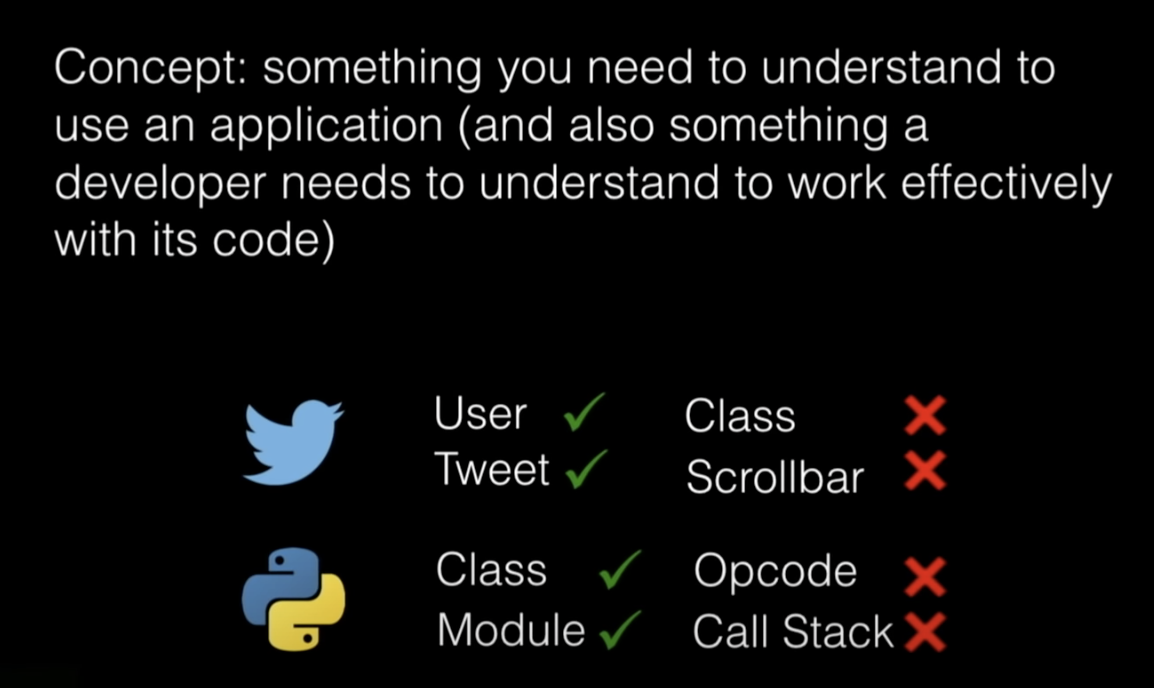 Concept: something you need to understand to
use an application (and also something a
developer needs to understand to work effectively
with its code)
User ✓ Class ❌
Tweet ✓ Scrollbar ❌
Class ✓ Opcode ❌
Module ✓ Call Stack ❌